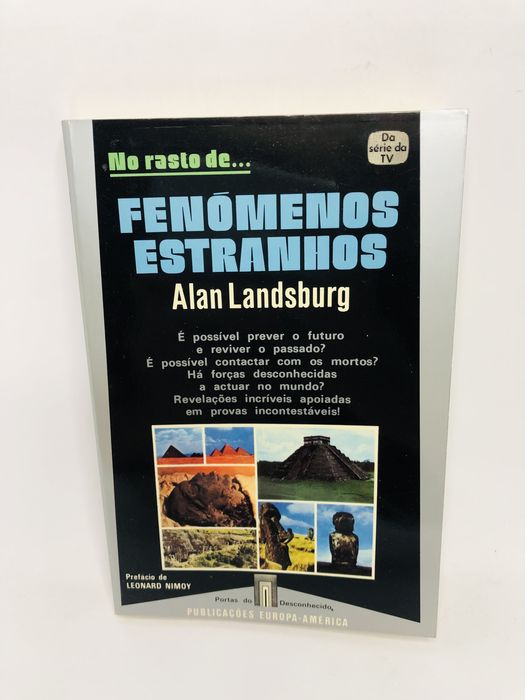 No rasto de...
Da
série da
TV
FENÓMENOS
ESTRANHOS
Alan Landsburg
É possível prever o futuro
e reviver o passado?
É possível contactar com os mortos?
Há forças desconhecidas
a actuar no mundo?
Revelações incríveis apoiadas
em provas incontestáveis!
Prefácio de
LEONARD NIMOY
Portas do Desconhecido
PUBLICAÇÕES EUROPA-AMÉRICA